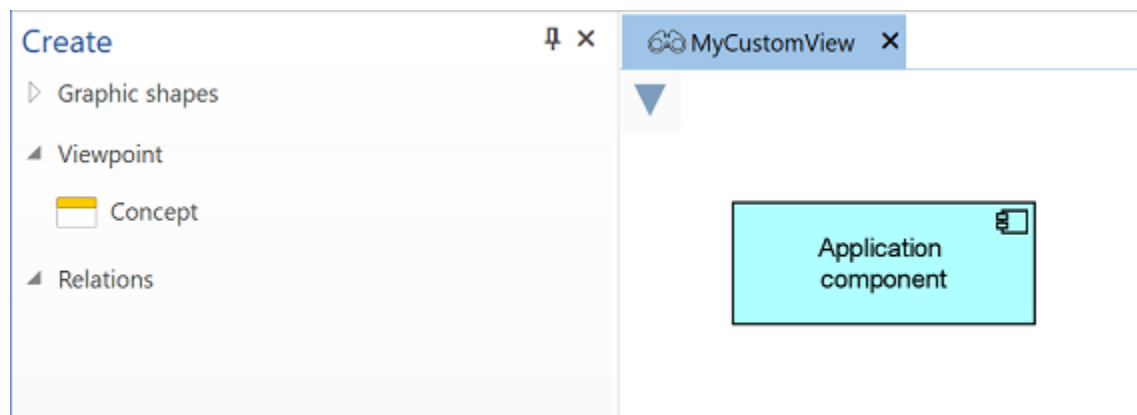 Create
Graphic shapes
Viewpoint
Concept
Relations
MyCustomView
Application
component